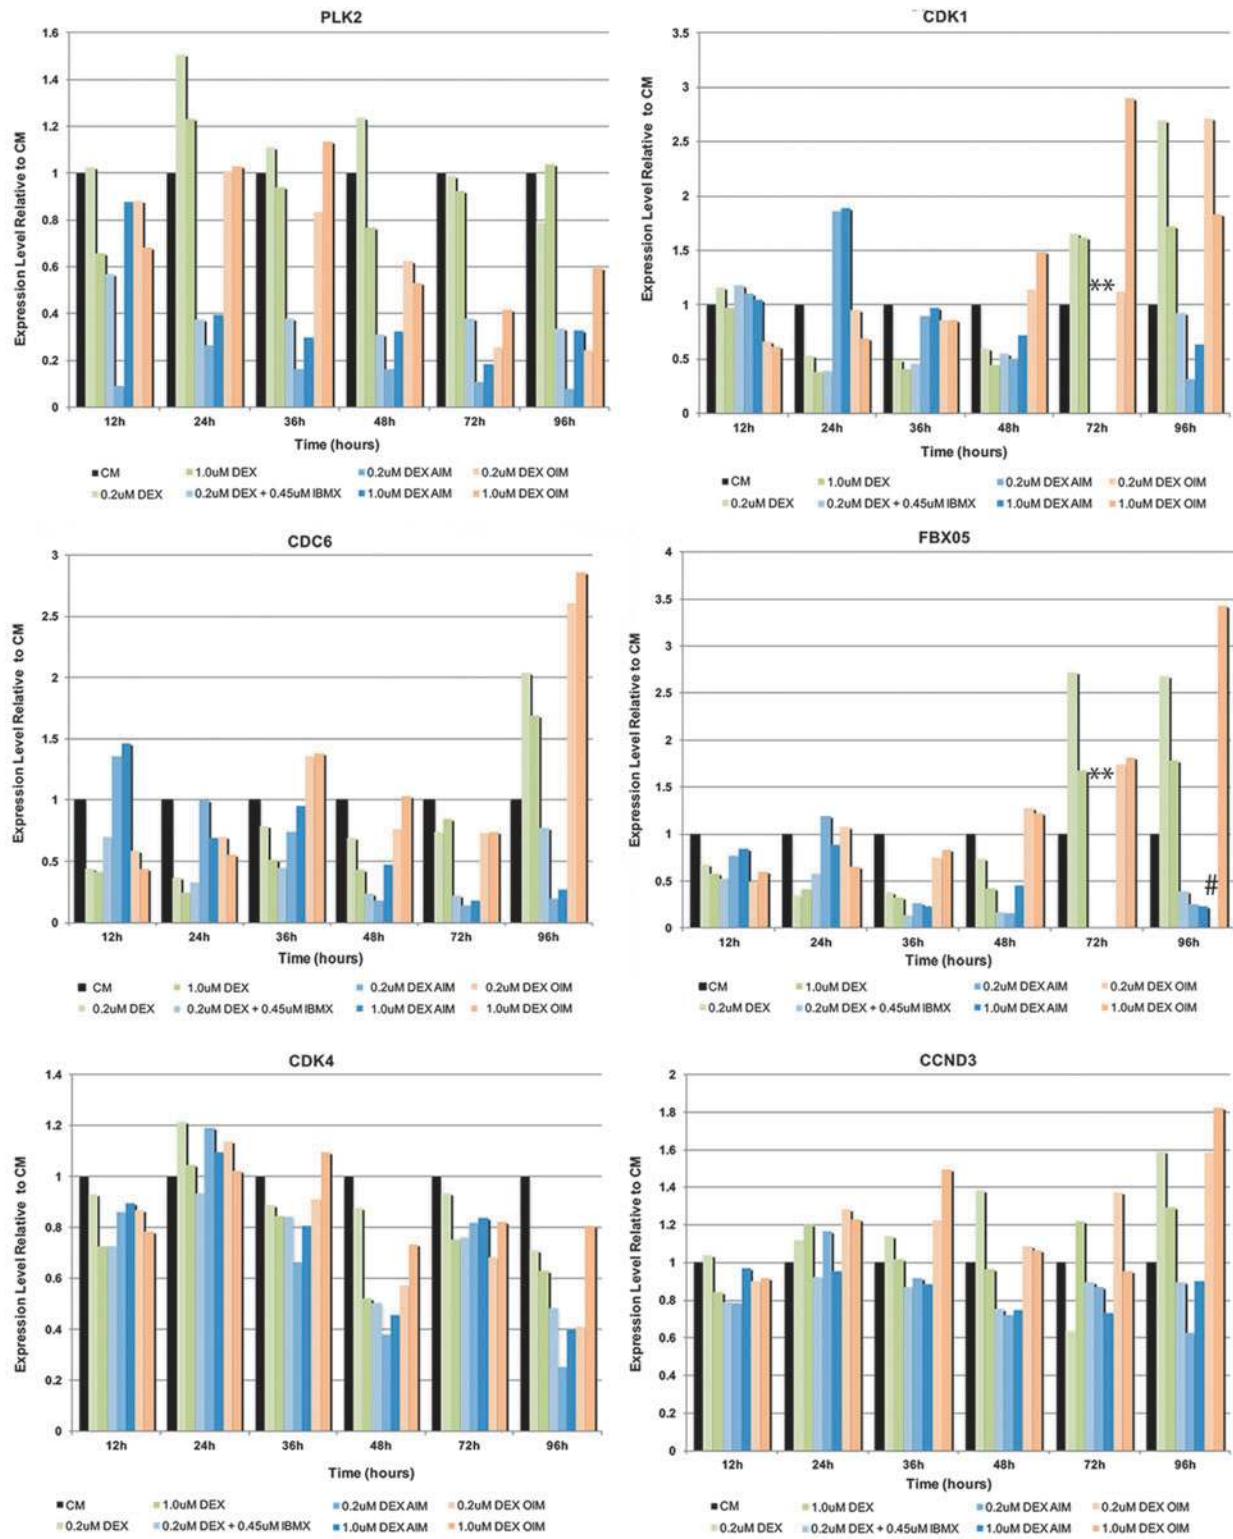 PLK2
1.6
1.4
1.2
1
0.8
0.6
0.4
0.2
0
Expression Level Relative to CM
12h 24h 36h 48h 72h 96h
Time (hours)
CM 1.0uM DEX 0.2uM DEX AIM 0.2uM DEX OIM
0.2uM DEX 0.2uM DEX + 0.45uM IBMX 1.0uM DEX AIM 1.0uM DEX OIM
CDK1
3.5
3
2.5
2
1.5
1
0.5
0
Expression Level Relative to CM
**
12h 24h 36h 48h 72h 96h
Time (hours)
CM 1.0uM DEX 0.2uM DEX AIM 0.2uM DEX OIM
0.2uM DEX 0.2uM DEX + 0.45uM IBMX 1.0uM DEX AIM 1.0uM DEX OIM
CDC6
3
2.5
2
1.5
1
0.5
0
Expression Level Relative to CM
12h 24h 36h 48h 72h 96h
Time (hours)
CM 1.0uM DEX 0.2uM DEX AIM 0.2uM DEX OIM
0.2uM DEX 0.2uM DEX + 0.45uM IBMX 1.0uM DEX AIM 1.0uM DEX OIM
FBX05
4
3.5
3
2.5
2
1.5
1
0.5
0
Expression Level Relative to CM
**
#
12h 24h 36h 48h 72h 96h
Time (hours)
CM 1.0uM DEX 0.2uM DEX AIM 0.2uM DEX OIM
0.2uM DEX 0.2uM DEX + 0.45uM IBMX 1.0uM DEX AIM 1.0uM DEX OIM
CDK4
1.4
1.2
1
0.8
0.6
0.4
0.2
0
Expression Level Relative to CM
12h 24h 36h 48h 72h 96h
Time (hours)
CM 1.0uM DEX 0.2uM DEX AIM 0.2uM DEX OIM
0.2uM DEX 0.2uM DEX + 0.45uM IBMX 1.0uM DEX AIM 1.0uM DEX OIM
CCND3
2
1.8
1.6
1.4
1.2
1
0.8
0.6
0.4
0.2
0
Expression Level Relative to CM
12h 24h 36h 48h 72h 96h
Time (hours)
CM 1.0uM DEX 0.2uM DEX AIM 0.2uM DEX OIM
0.2uM DEX 0.2uM DEX + 0.45uM IBMX 1.0uM DEX AIM 1.0uM DEX OIM